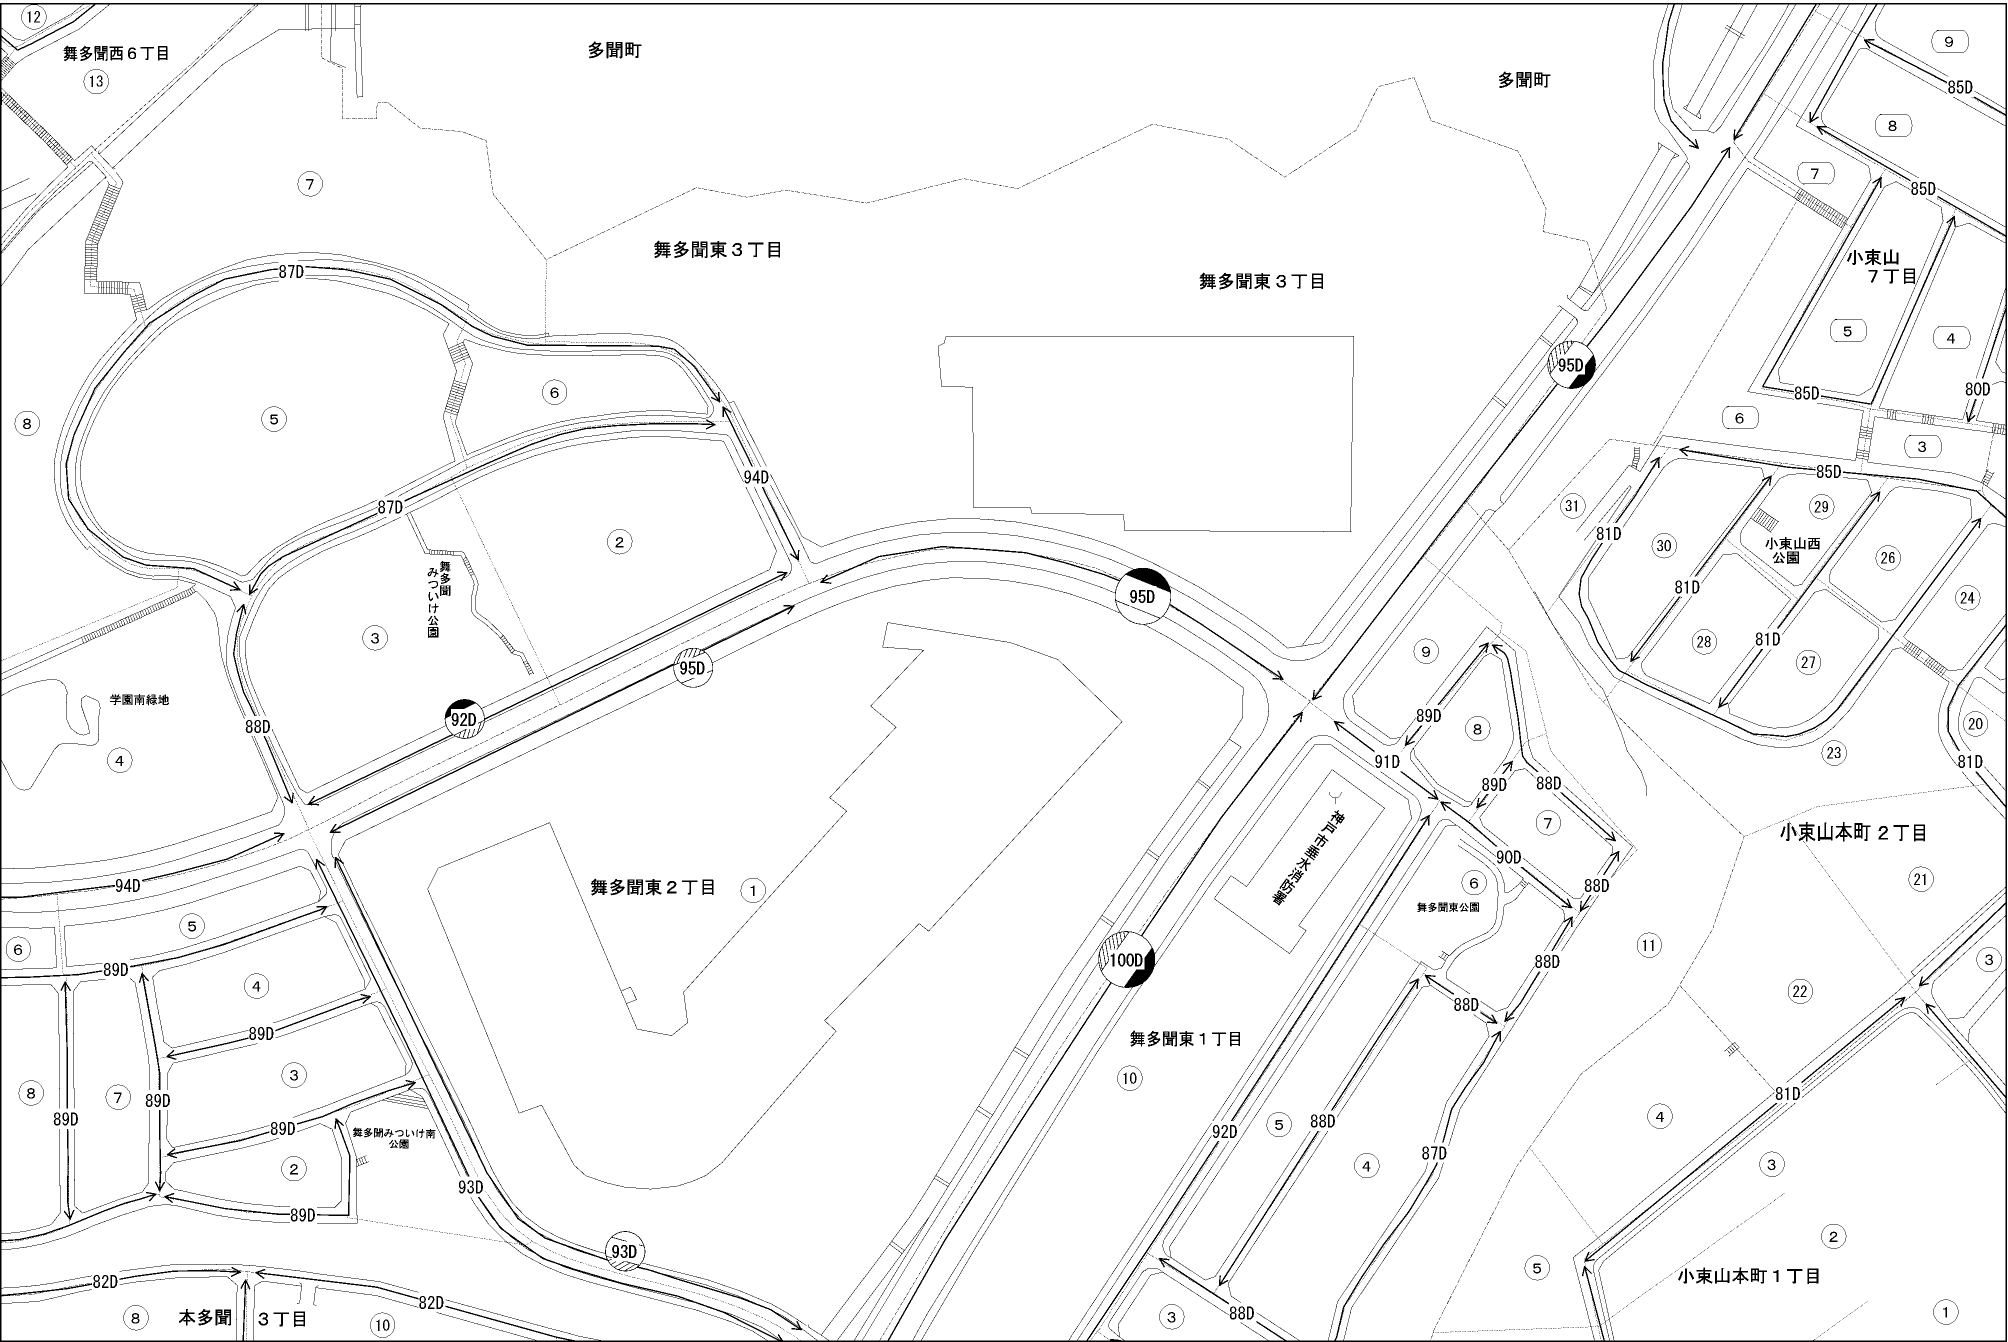 12
舞多聞西６丁目
13
多聞町
多聞町
9
85D
8
7
7
85D
舞多聞東３丁目
舞多聞東３丁目
小東山
７丁目
87D
5
4
95D
85D
80D
6
8
5
6
3
94D
85D
87D
31
29
81D
30
小東山西
公園
26
2
舞多聞
みついけ公園
95D
81D
24
3
28
81D
27
9
95D
学園南緑地
92D
89D
8
20
88D
4
91D
23
81D
89D
88D
神戸市垂水消防署
7
小東山本町２丁目
94D
90D
舞多聞東２丁目
1
6
88D
21
舞多聞東公園
5
6
11
89D
100D
88D
3
4
22
88D
89D
舞多聞東１丁目
3
10
8
7
89D
89D
81D
4
89D
5
88D
92D
舞多聞みついけ南
公園
2
87D
4
3
93D
89D
2
93D
5
小東山本町１丁目
82D
82D
88D
3
1
8
本多聞
３丁目
10